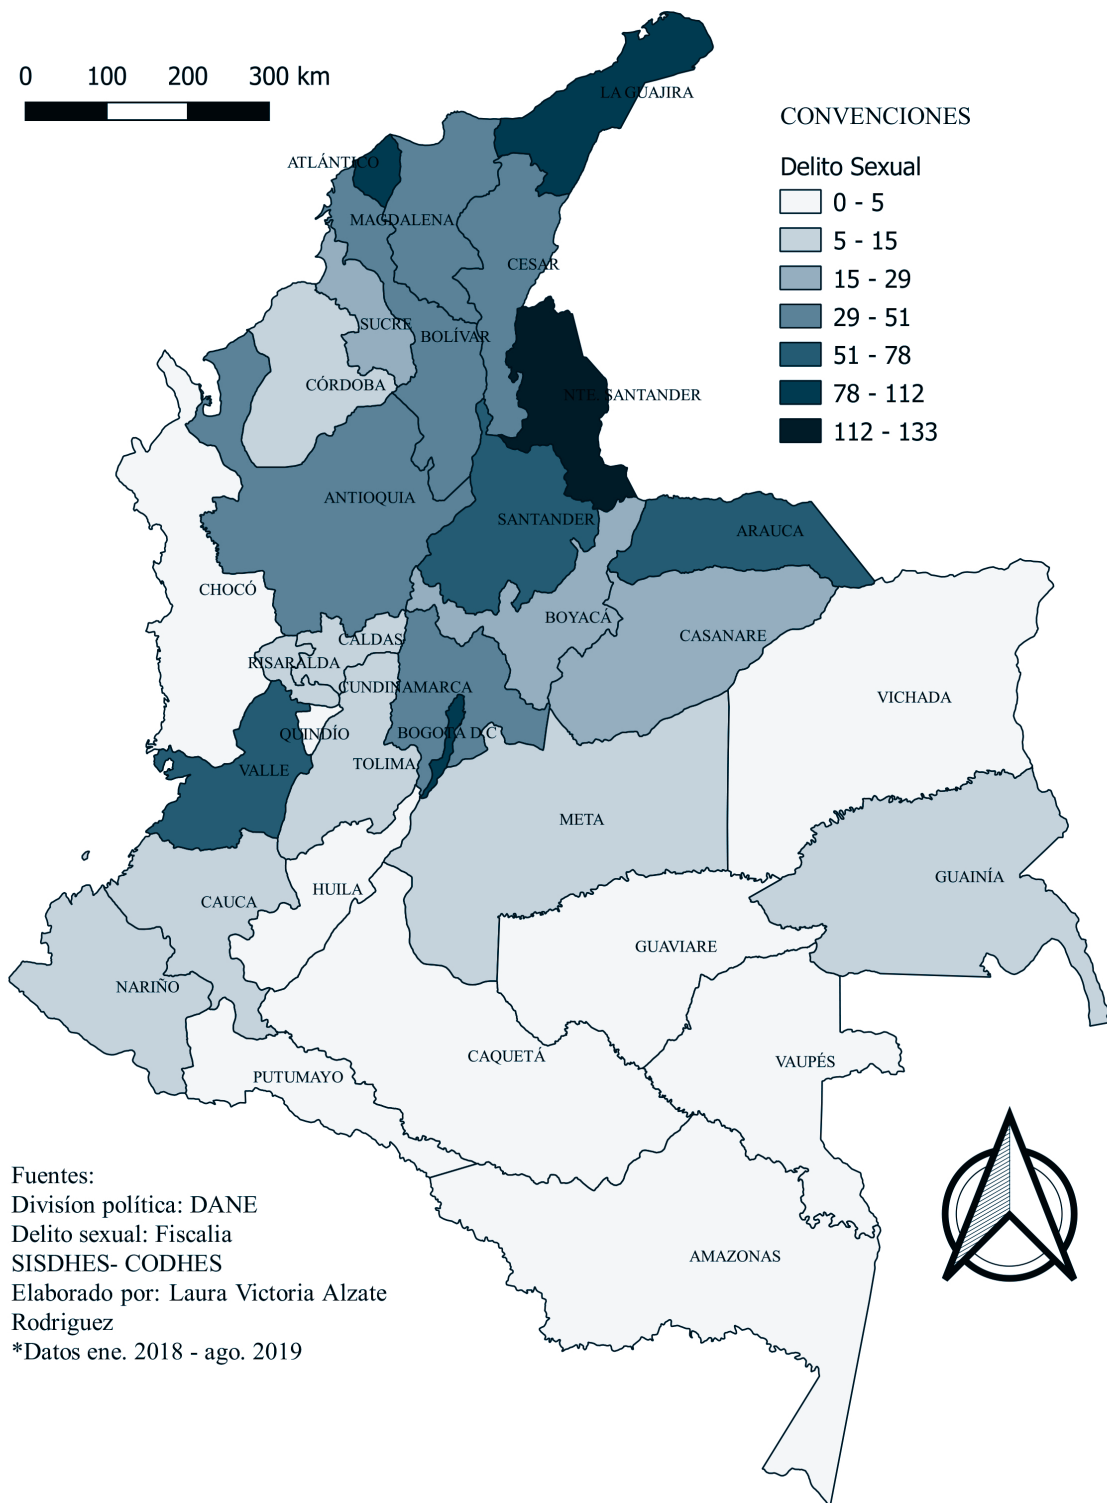 0 100 200 300 km
LA GUAJIRA
CONVENCIONES
ATLÁNTICO
Delito Sexual
0 - 5
5 - 15
15 - 29
29 - 51
51 - 78
78 - 112
112 - 133
MAGDALENA
CESAR
SUCRE
BOLÍVAR
CÓRDOBA
NTE. SANTANDER
ANTIOQUIA
SANTANDER
ARAUCA
CHOCÓ
BOYACÁ
CASANARE
CALDAS
RISARALDA
CUNDINAMARCA
VICHADA
QUINDÍO
BOGOTA D.C
VALLE
TOLIMA
META
GUAINÍA
HUILA
CAUCA
GUAVIARE
NARIÑO
CAQUETÁ
VAUPÉS
PUTUMAYO
AMAZONAS
Fuentes:
Divisíon política: DANE
Delito sexual: Fiscalia
SISDHES- CODHES
Elaborado por: Laura Victoria Alzate
Rodriguez
*Datos ene. 2018 - ago. 2019